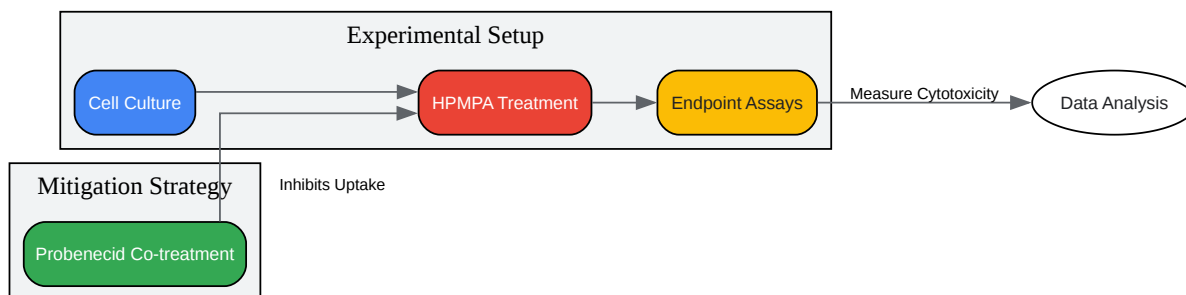 Experimental Setup
Cell Culture
HPMPA Treatment
Endpoint Assays
Measure Cytotoxicity
Data Analysis
Mitigation Strategy
Inhibits Uptake
Probenecid Co-treatment